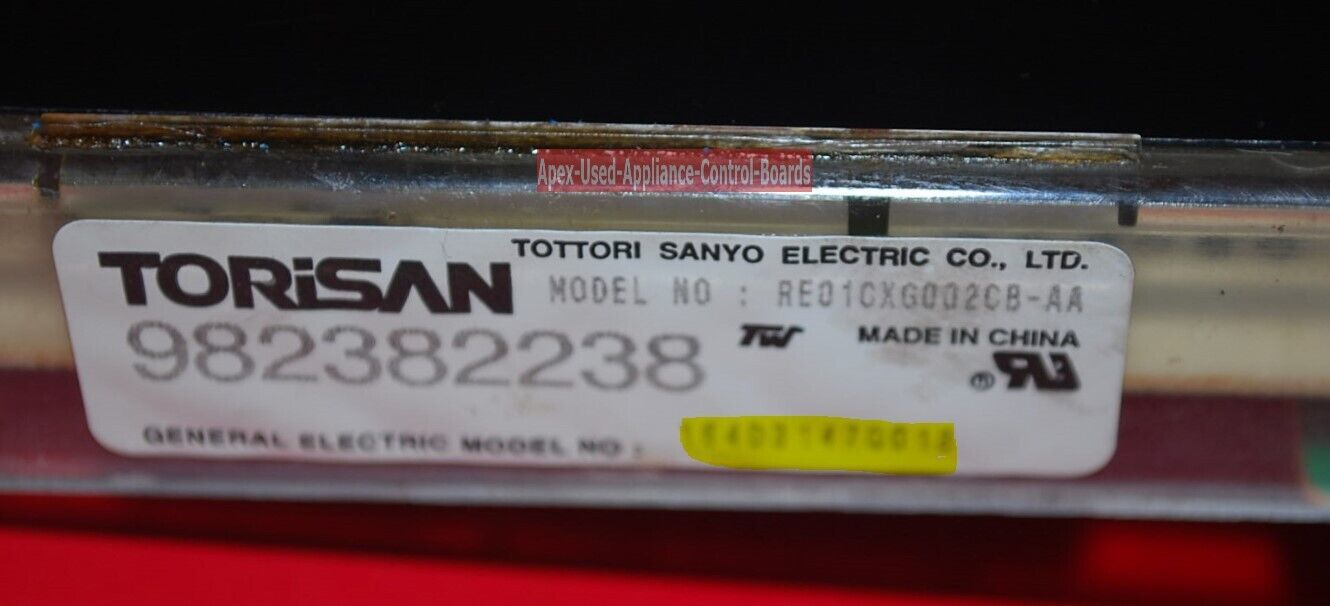 Apex-Used-Appliance-Control-Boards
TORiSAN
TOTTORI SANYO ELECTRIC CO., LTD.
MODEL NO : RE01CXG002CB-AA
982382238
MADE IN CHINA
GENERAL ELECTRIC MODEL NO :